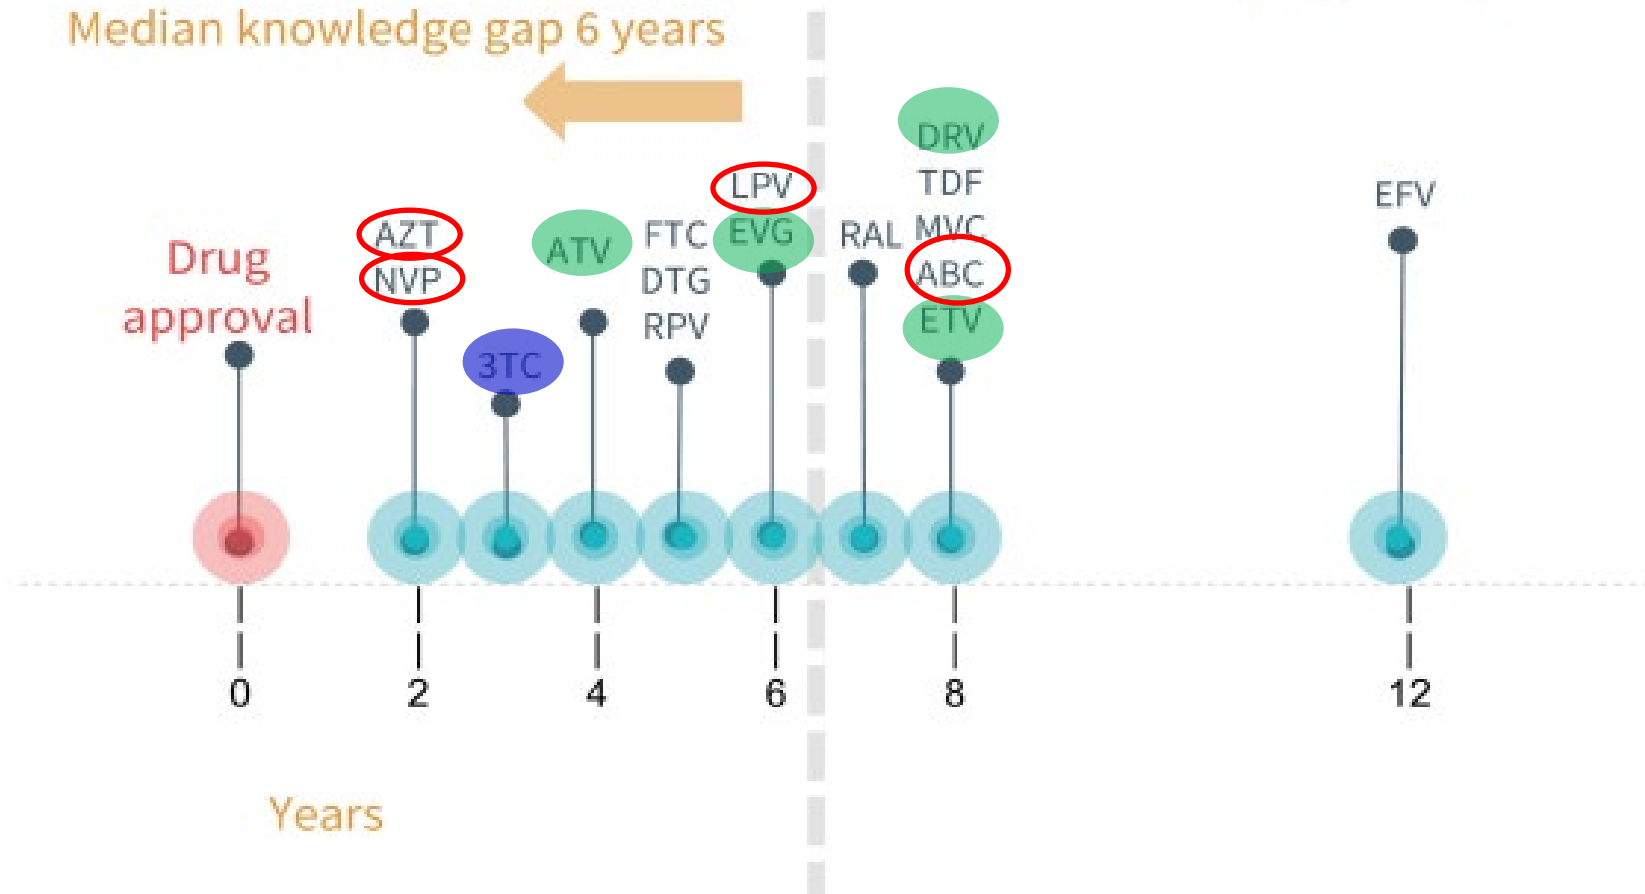 Median knowledge gap 6 years
Drug
approval
AZT
NVP
3TC
ATV
FTC
DTG
RPV
LPV
EVG
RAL
DRV
TDF
MVC
ABC
ETV
EFV
0
2
4
6
8
12
Years